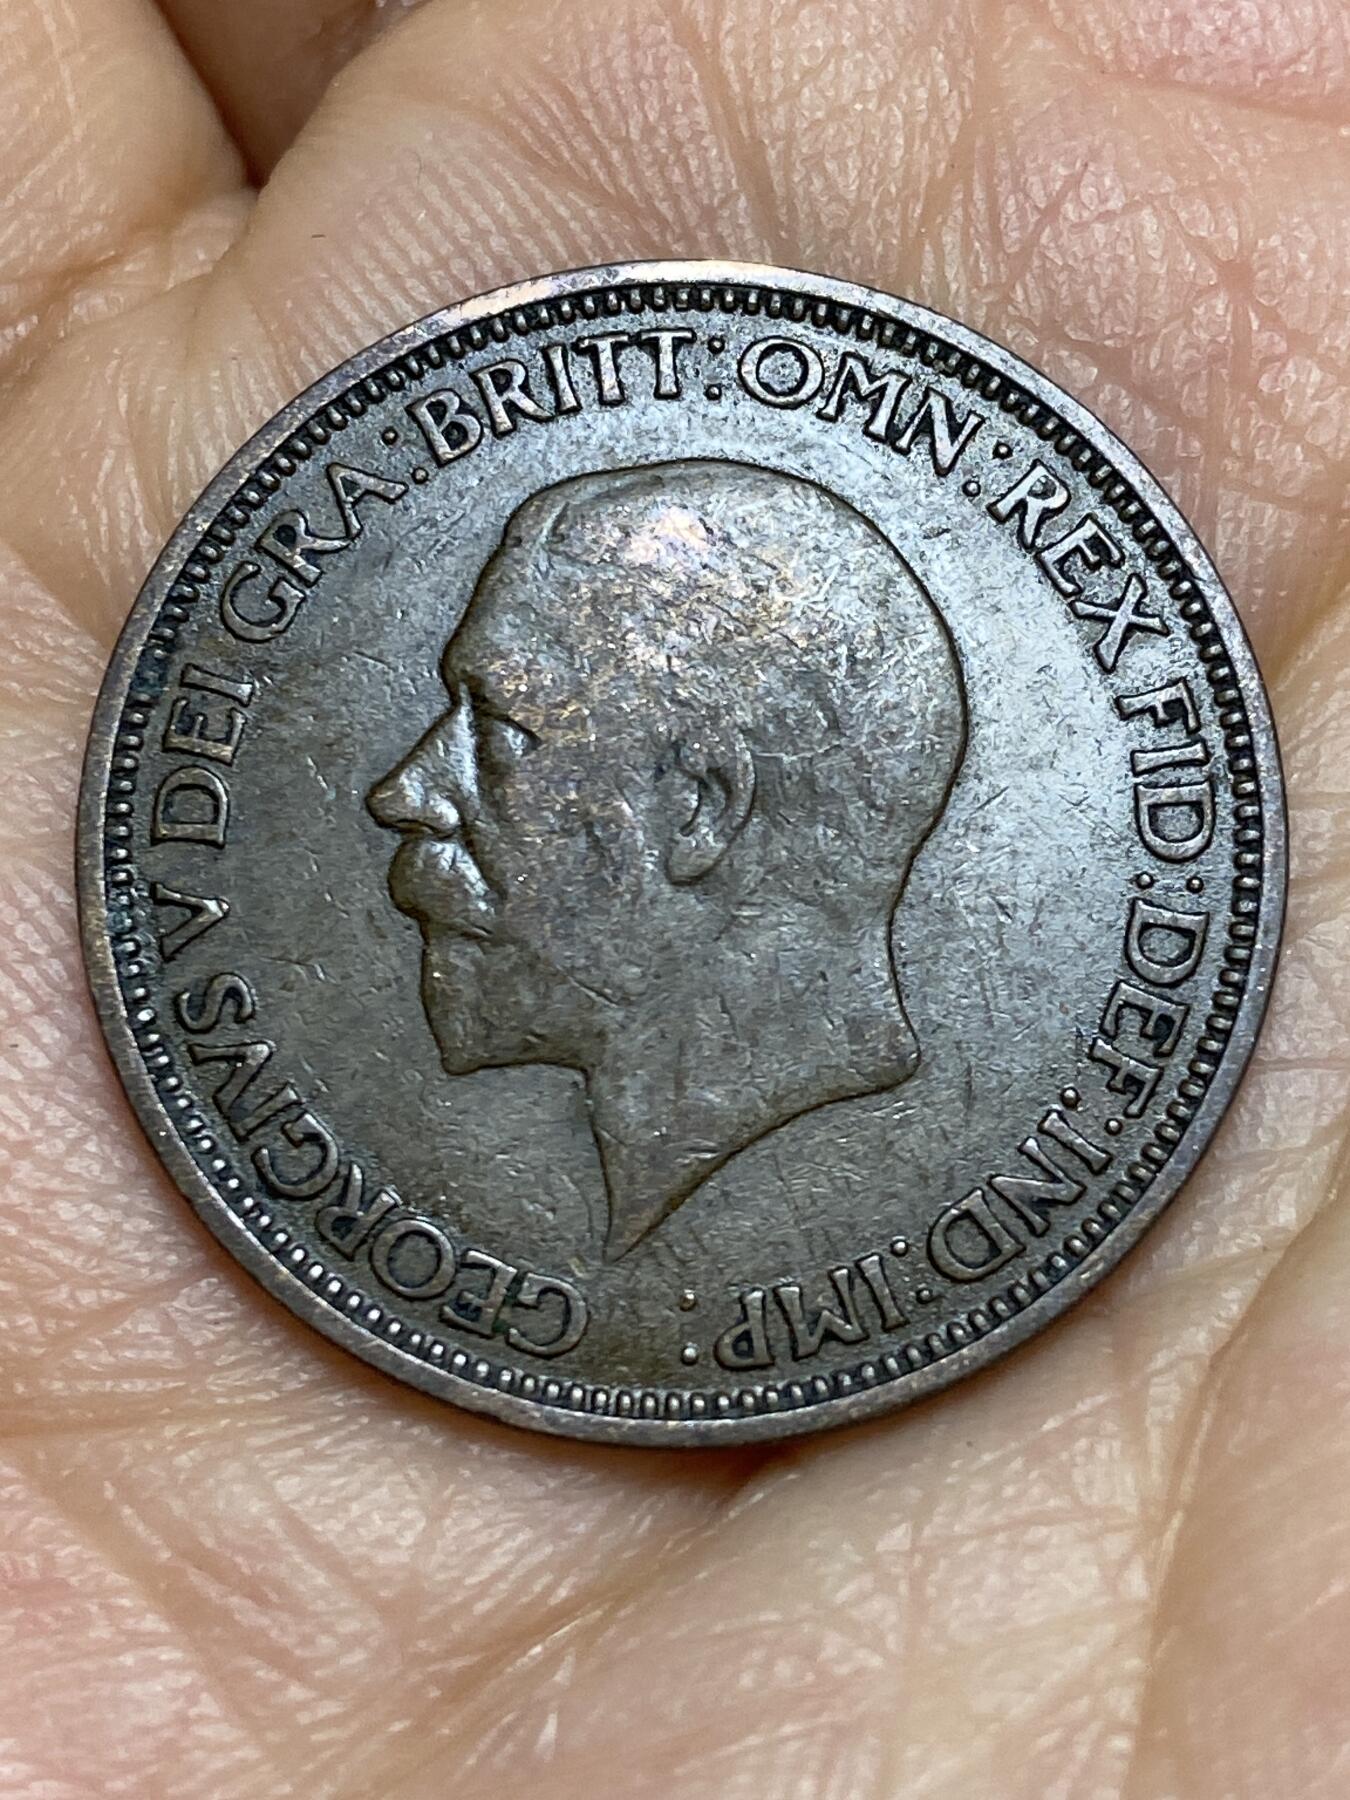 GEORGIVS V DEI GRA: BRITT: OMN: REX FID: DEF: IND: IMP: